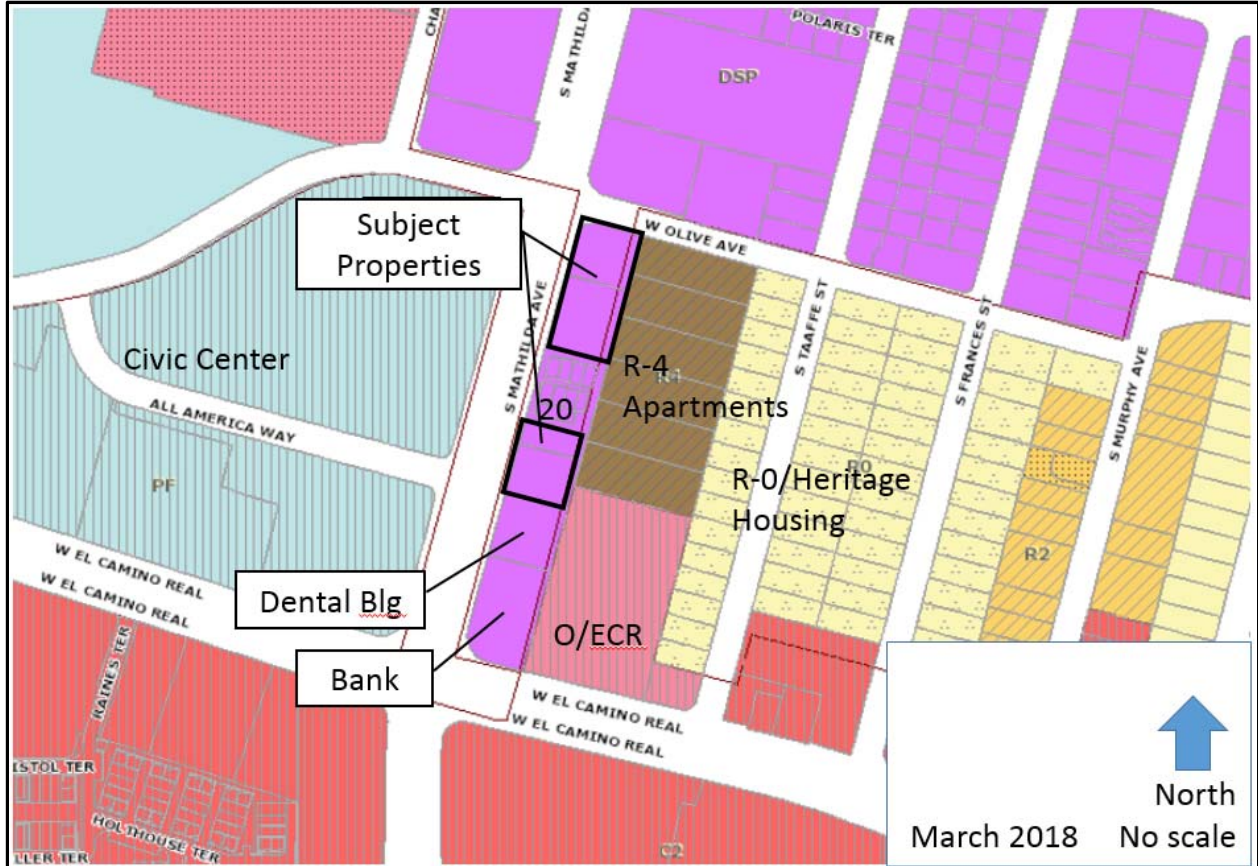 CHA
S MATHILDA
POLARIS TER
DSP
Subject
Properties
W OLIVE AVE
S MATHILDA AVE
Civic Center
R-4
R4
Apartments
S TAAFFE ST
S FRANCES ST
S MURPHY AVE
20
ALL AMERICA WAY
PF
R-0/Heritage
R0
Housing
R2
W EL CAMINO REAL
W EL CAMINO REAL
Dental Blg
O/ECR
Bank
RAINES TER
W EL CAMINO REAL
W EL CAMINO REAL
ISTOL TER
HOLTHOUSE TER
LLER TER
C2
North
March 2018
No scale